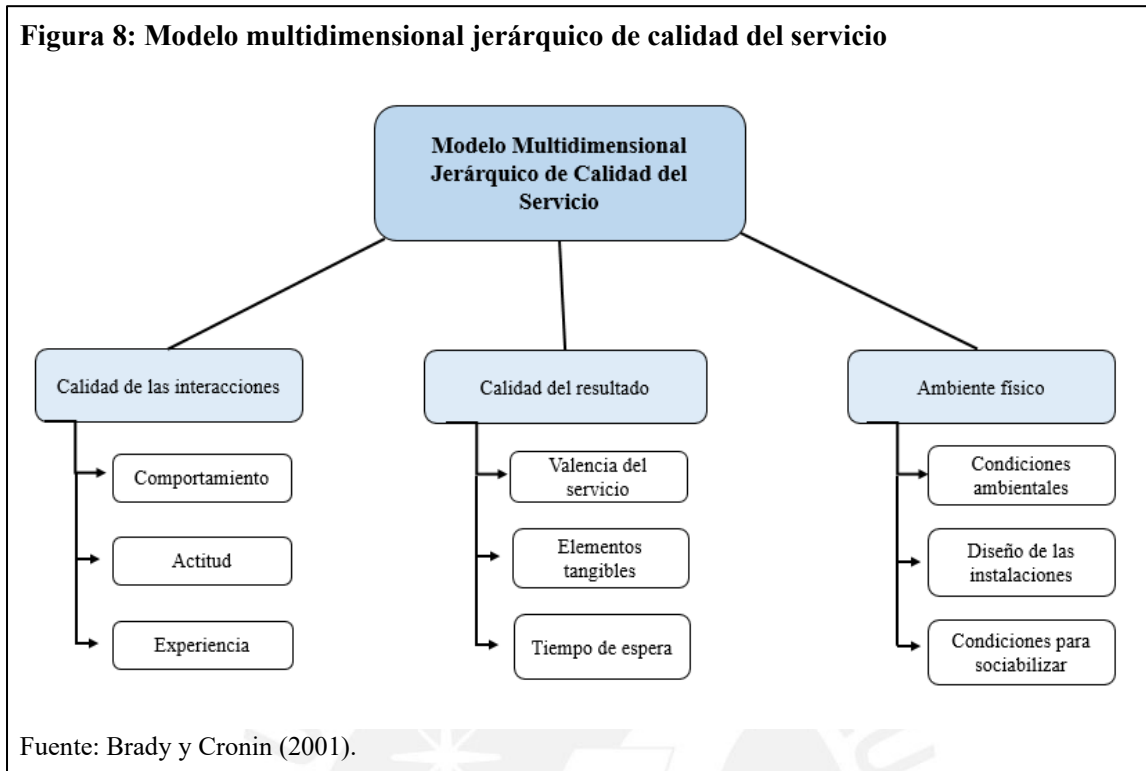 Figura 8: Modelo multidimensional jerárquico de calidad del servicio
Modelo Multidimensional
Jerárquico de Calidad del
Servicio
Calidad de las interacciones
Comportamiento
Actitud
Experiencia
Calidad del resultado
Valencia del
servicio
Elementos
tangibles
Tiempo de espera
Ambiente físico
Condiciones
ambientales
Diseño de las
instalaciones
Condiciones para
sociabilizar
Fuente: Brady y Cronin (2001).